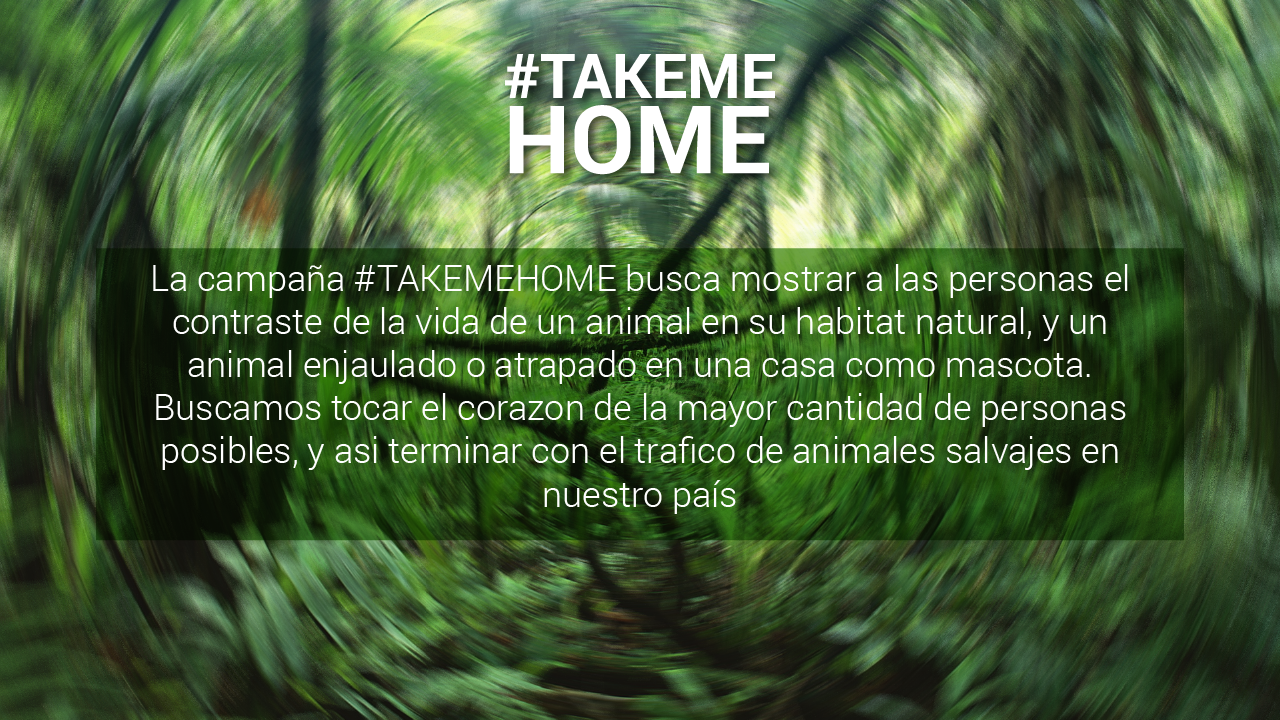 #TAKEME
HOME
La campaña #TAKEMEHOME busca mostrar a las personas el
contraste de la vida de un animal en su habitat natural, y un
animal enjaulado o atrapado en una casa como mascota.
Buscamos tocar el corazon de la mayor cantidad de personas
posibles, y asi terminar con el trafico de animales salvajes en
nuestro país